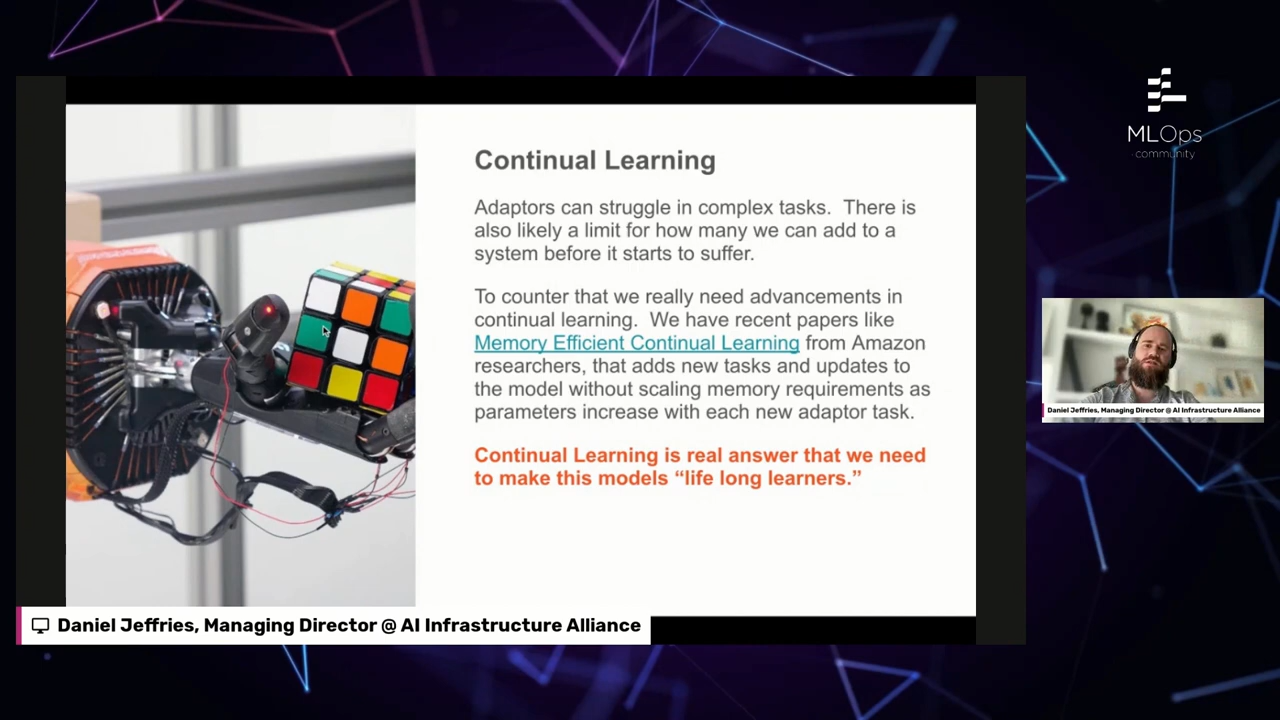 MLOps
community
Continual Learning
Adaptors can struggle in complex tasks. There is
also likely a limit for how many we can add to a
system before it starts to suffer.
To counter that we really need advancements in
continual learning. We have recent papers like
Memory Efficient Continual Learning from Amazon
researchers, that adds new tasks and updates to
the model without scaling memory requirements as
parameters increase with each new adaptor task.
Continual Learning is real answer that we need
to make this models “life long learners.”
Daniel Jeffries, Managing Director @ AI Infrastructure Alliance
Daniel Jeffries, Managing Director @ AI Infrastructure Alliance